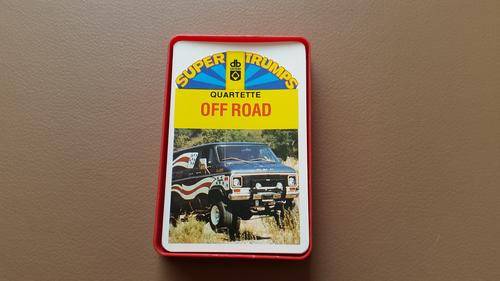 SUPER TRUMPS
db
QUARTETTE
OFF ROAD